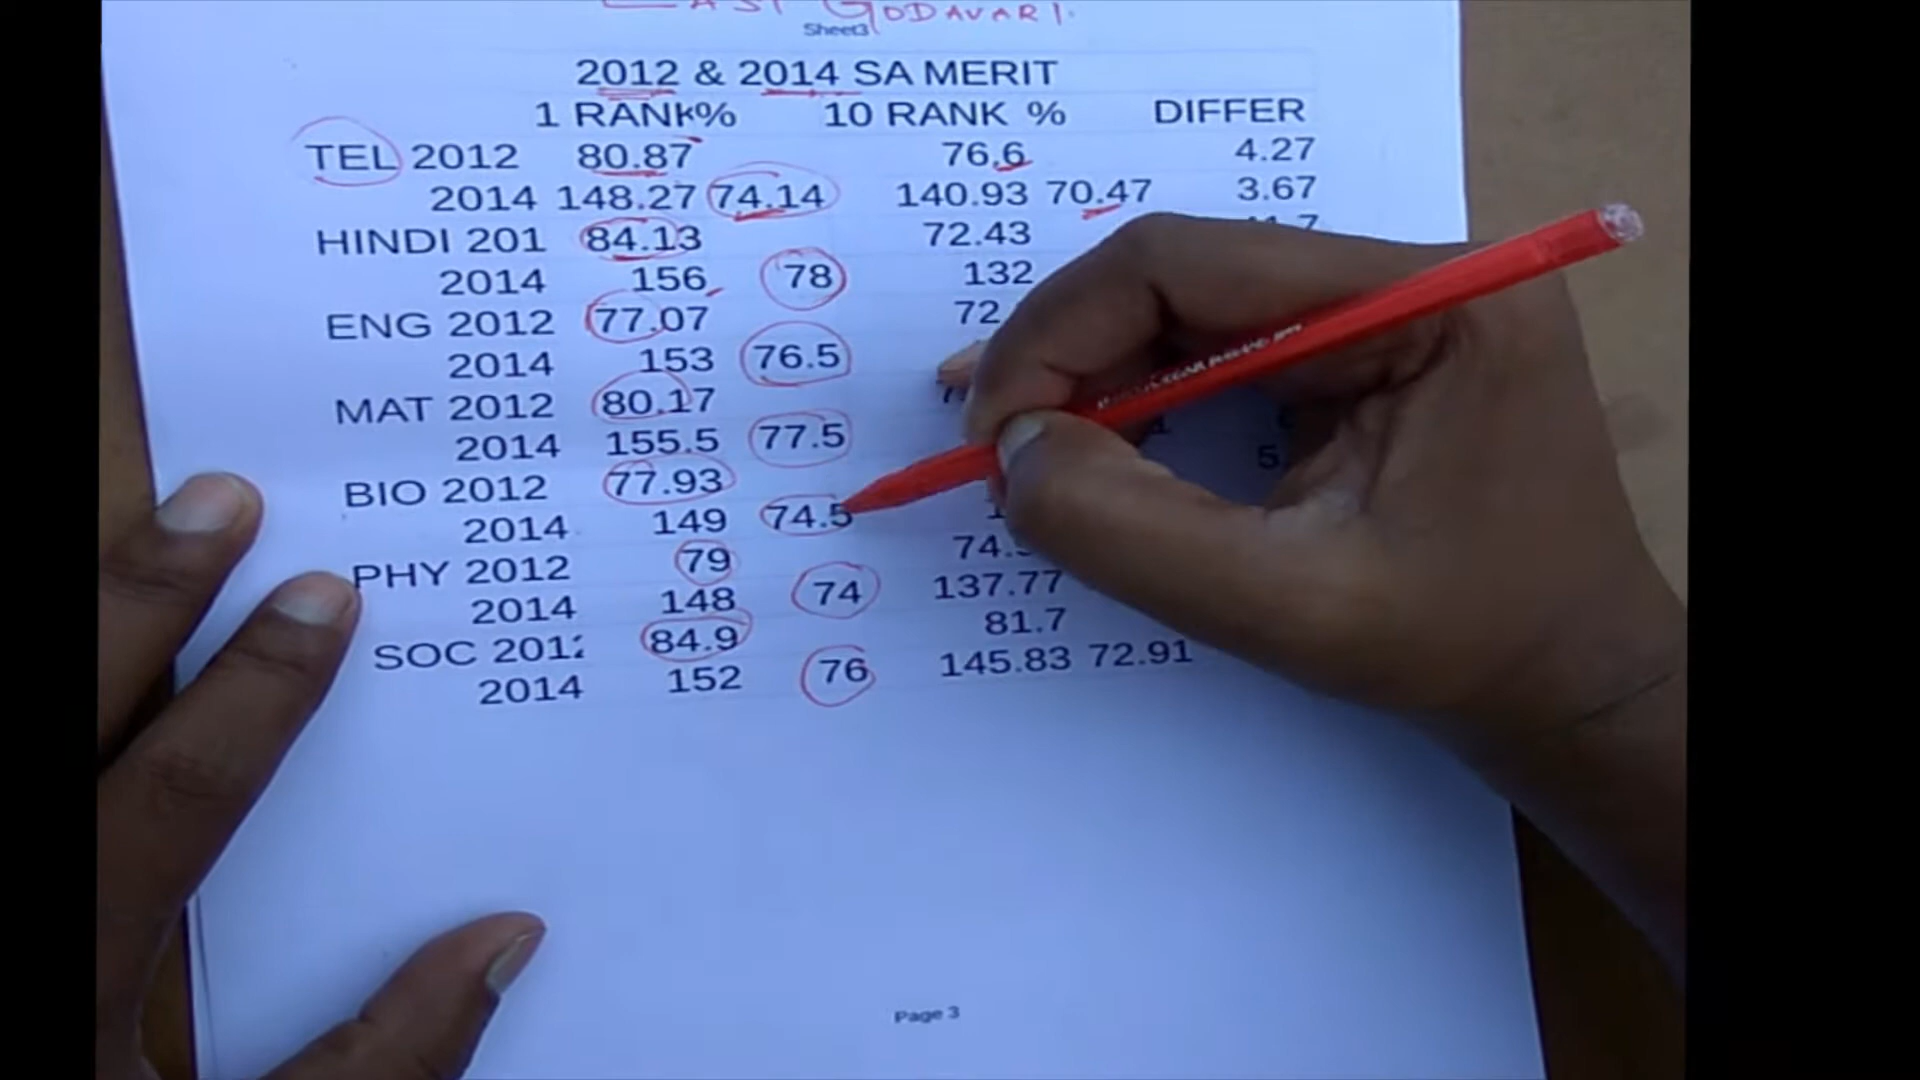 EAST GODAVARI.
Sheet3
2012 & 2014 SA MERIT
1 RANK% 10 RANK % DIFFER
TEL 2012 80.87 76.6 4.27
2014 148.27 74.14 140.93 70.47 3.67
HINDI 201 84.13 72.43
2014 156 78 132
ENG 2012 77.07 72
2014 153 76.5
MAT 2012 80.17
2014 155.5 77.5
BIO 2012 77.93
2014 149 74.5
PHY 2012 79 74.
2014 148 74 137.77
SOC 201 84.9 81.7
2014 152 76 145.83 72.91
Page 3